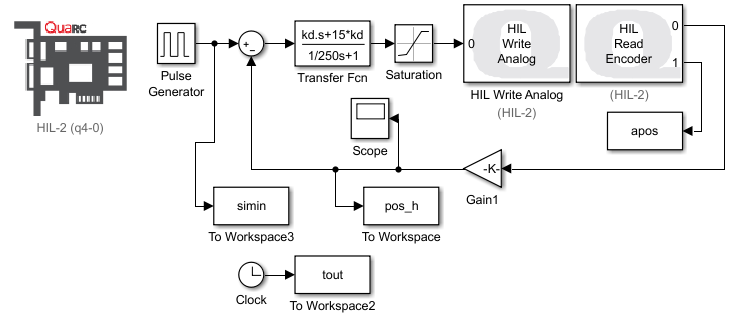 QUARC
HIL-2 (q4-0)
Pulse
Generator
+
−
kd.s+15*kd
1/250s+1
Transfer Fcn
Saturation
0
HIL
Write
Analog
HIL Write Analog
(HIL-2)
HIL
Read
Encoder
0
1
(HIL-2)
apos
Scope
-K-
Gain1
simin
To Workspace3
pos_h
To Workspace
Clock
tout
To Workspace2